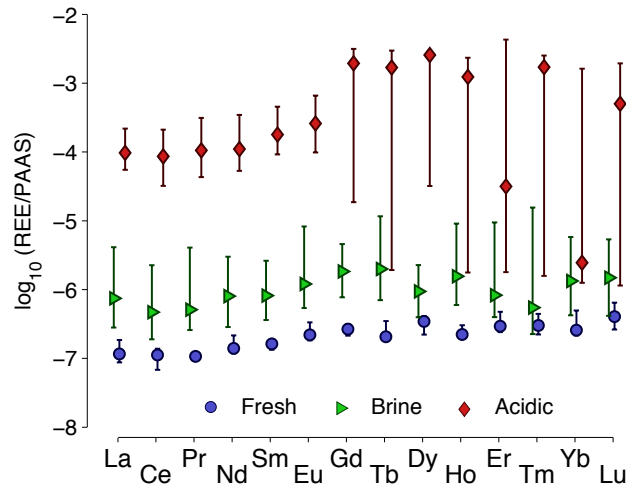 −2
−3
−4
−5
−6
−7
−8
log10 (REE/PAAS)
Fresh Brine Acidic
La Ce Pr Nd Sm Eu Gd Tb Dy Ho Er Tm Yb Lu